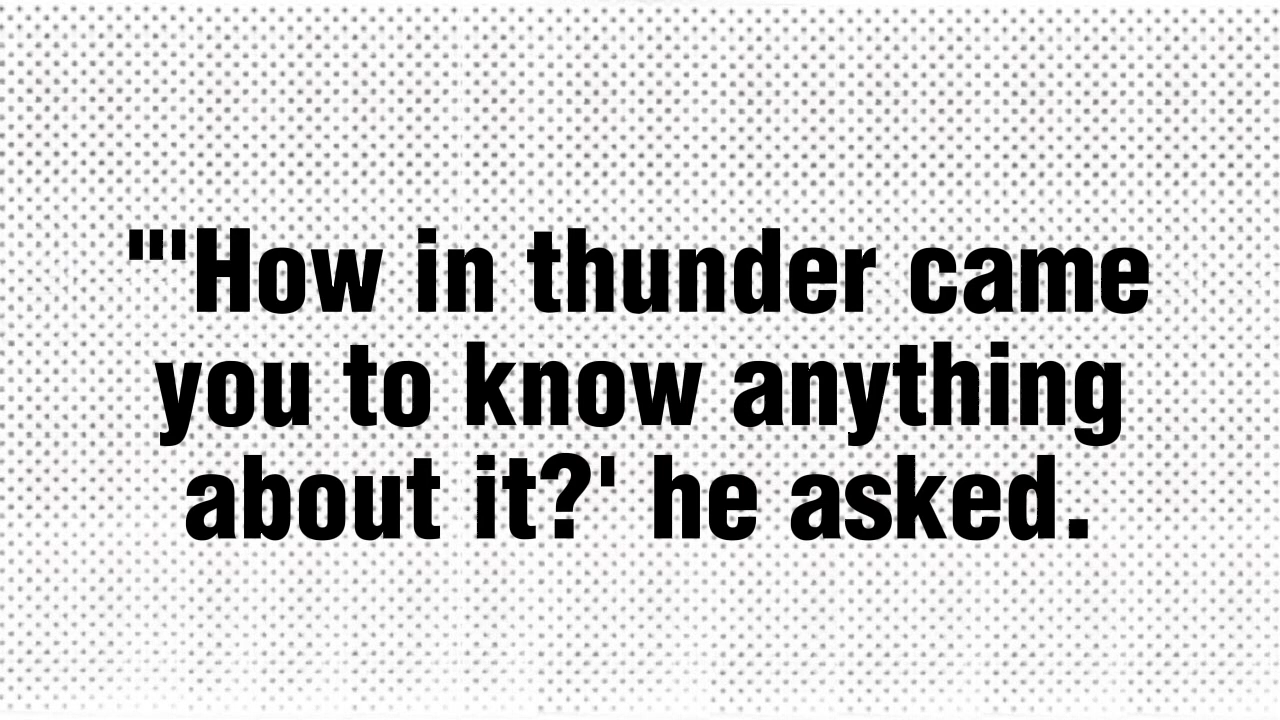 "'How in thunder came
you to know anything
about it?' he asked.